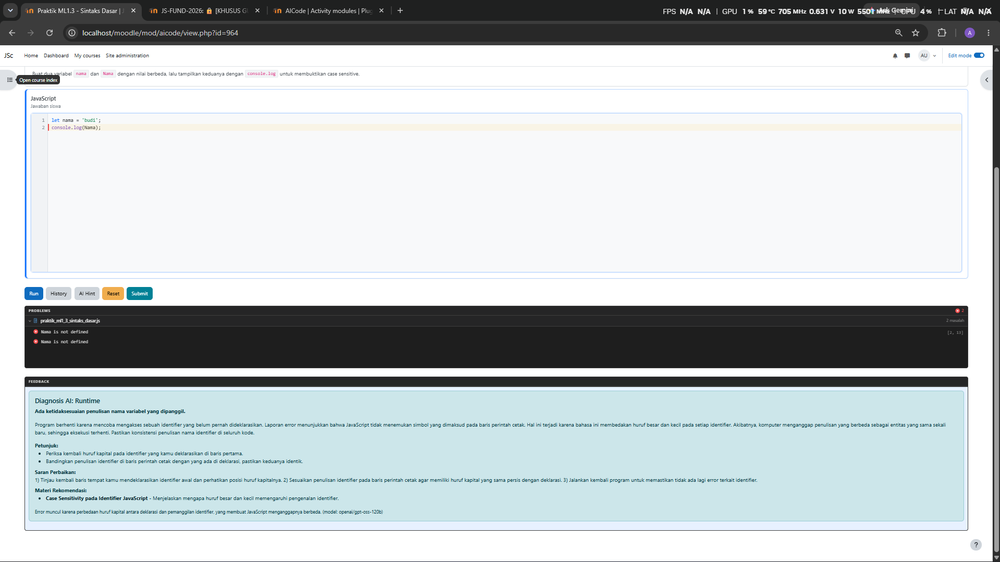 Praktik ML1.3 - Sintaks Dasar | J
JS-FUND-2026: 🔒 [KHUSUS GU
AICode | Activity modules | Plug
FPS N/A N/A | GPU 1 % 59 °C 705 MHz 0.631 V 10 W 5501 MHz | CPU 4 % | LAT N/A N/A
Ask Gemini
localhost/moodle/mod/aicode/view.php?id=964
A
JSc Home Dashboard My courses Site administration
AU
Edit mode
Buat dua variabel nama dan Nama dengan nilai berbeda, lalu tampilkan keduanya dengan console.log untuk membuktikan case sensitive.
Open course index
JavaScript
Jawaban siswa
1 let nama = 'budi';
2 console.log(Nama);
Run History AI Hint Reset Submit
PROBLEMS 2
praktik_ml1_3_sintaks_dasar.js 2 masalah
Nama is not defined [2, 13]
Nama is not defined
FEEDBACK
Diagnosis AI: Runtime
Ada ketidaksesuaian penulisan nama variabel yang dipanggil.
Program berhenti karena mencoba mengakses sebuah identifier yang belum pernah dideklarasikan. Laporan error menunjukkan bahwa JavaScript tidak menemukan simbol yang dimaksud pada baris perintah cetak. Hal ini terjadi karena bahasa ini membedakan huruf besar dan kecil pada setiap identifier. Akibatnya, komputer menganggap penulisan yang berbeda sebagai entitas yang sama sekali
baru, sehingga eksekusi terhenti. Pastikan konsistensi penulisan nama identifier di seluruh kode.
Petunjuk:
• Periksa kembali huruf kapital pada identifier yang kamu deklarasikan di baris pertama.
• Bandingkan penulisan identifier di baris perintah cetak dengan yang ada di deklarasi, pastikan keduanya identik.
Saran Perbaikan:
1) Tinjau kembali baris tempat kamu mendeklarasikan identifier awal dan perhatikan posisi huruf kapitalnya. 2) Sesuaikan penulisan identifier pada baris perintah cetak agar memiliki huruf kapital yang sama persis dengan deklarasi. 3) Jalankan kembali program untuk memastikan tidak ada lagi error terkait identifier.
Materi Rekomendasi:
• Case Sensitivity pada Identifier JavaScript - Menjelaskan mengapa huruf besar dan kecil memengaruhi pengenalan identifier.
Error muncul karena perbedaan huruf kapital antara deklarasi dan pemanggilan identifier, yang membuat JavaScript menganggapnya berbeda. (model: openai/gpt-oss-120b)
?